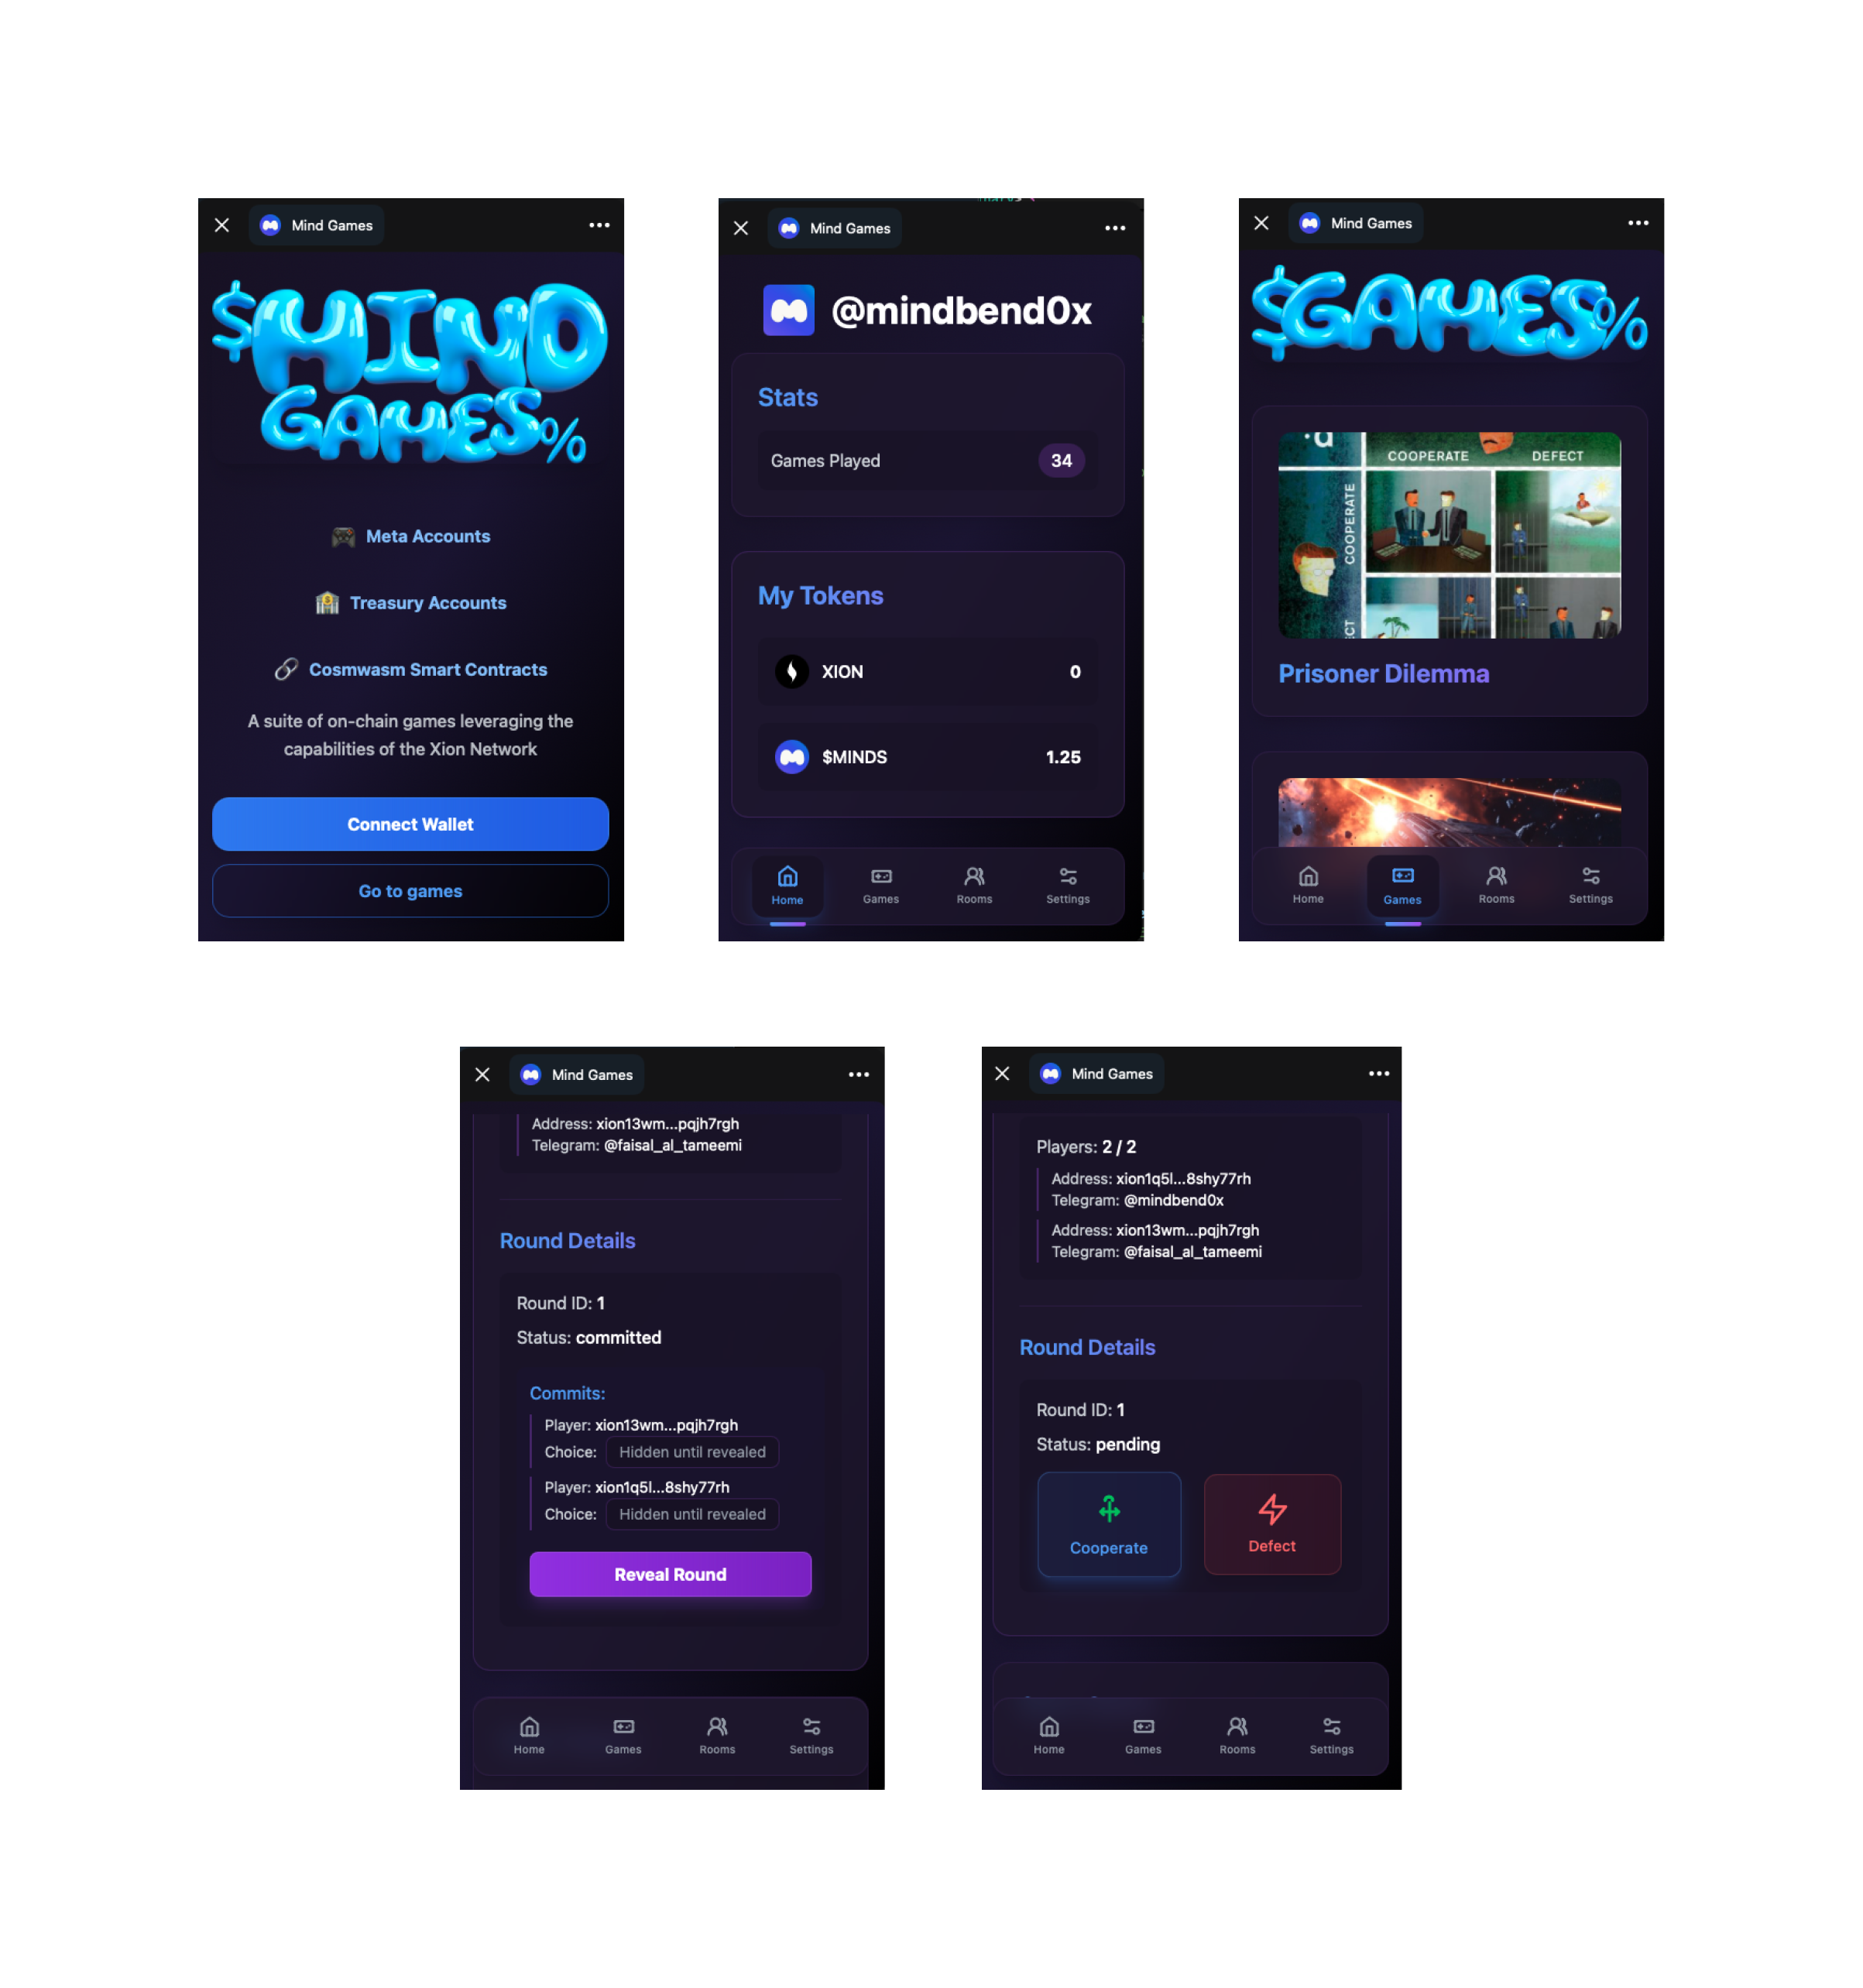 Mind Games
$MIND
GAMES%
Meta Accounts
Treasury Accounts
Cosmwasm Smart Contracts
A suite of on-chain games leveraging the
capabilities of the Xion Network
Connect Wallet
Go to games
Mind Games
@mindbend0x
Stats
Games Played 34
My Tokens
XION 0
$MINDS 1.25
Home Games Rooms Settings
Mind Games
$GAMES%
COOPERATE DEFECT
COOPERATE
Prisoner Dilemma
Home Games Rooms Settings
Mind Games
Address: xion13wm...pqjh7rgh
Telegram: @faisal_al_tameemi
Round Details
Round ID: 1
Status: committed
Commits:
Player: xion13wm...pqjh7rgh
Choice: Hidden until revealed
Player: xion1q5l...8shy77rh
Choice: Hidden until revealed
Reveal Round
Home Games Rooms Settings
Mind Games
Players: 2 / 2
Address: xion1q5l...8shy77rh
Telegram: @mindbend0x
Address: xion13wm...pqjh7rgh
Telegram: @faisal_al_tameemi
Round Details
Round ID: 1
Status: pending
Cooperate Defect
Home Games Rooms Settings